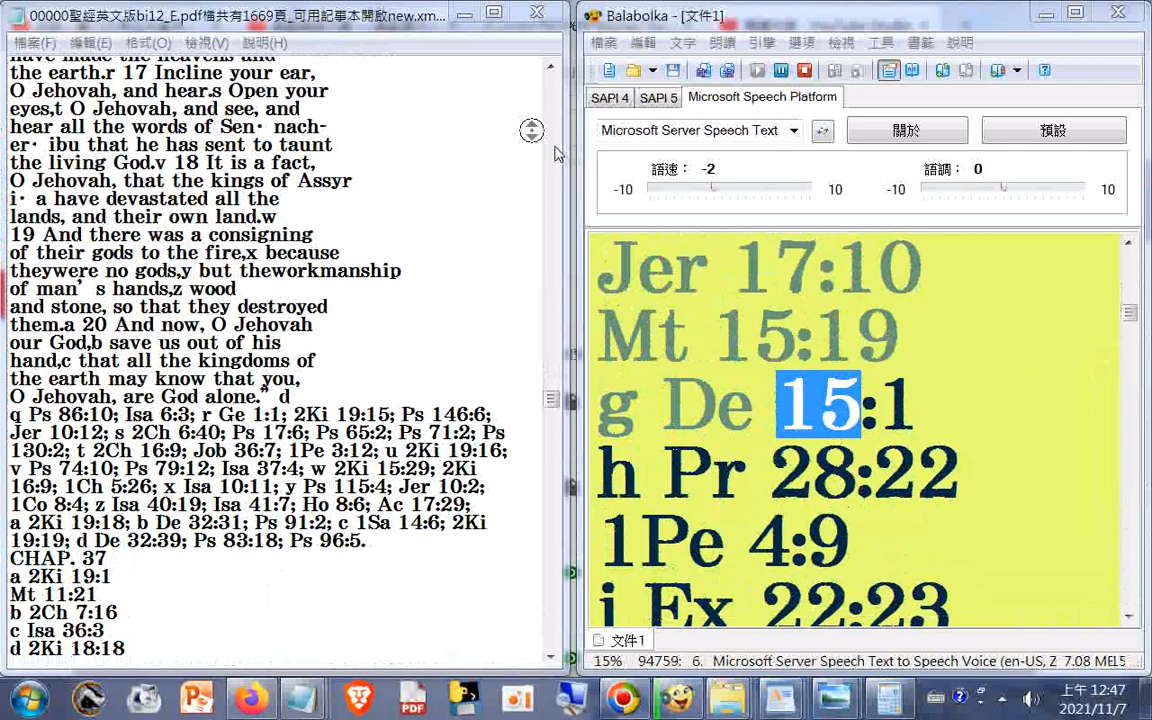 00000聖經英文版bi12_E.pdf檔共有1669頁_可用記事本開啟new.xm...
檔案(F) 編輯(E) 格式(O) 檢視(V) 說明(H)
have made the heavens and
the earth.r 17 Incline your ear,
O Jehovah, and hear.s Open your
eyes,t O Jehovah, and see, and
hear all the words of Sen· nach-
er· ibu that he has sent to taunt
the living God.v 18 It is a fact,
O Jehovah, that the kings of Assyr
i· a have devastated all the
lands, and their own land.w
19 And there was a consigning
of their gods to the fire,x because
theywere no gods,y but theworkmanship
of man’ s hands,z wood
and stone, so that they destroyed
them.a 20 And now, O Jehovah
our God,b save us out of his
hand,c that all the kingdoms of
the earth may know that you,
O Jehovah, are God alone.” d
q Ps 86:10; Isa 6:3; r Ge 1:1; 2Ki 19:15; Ps 146:6;
Jer 10:12; s 2Ch 6:40; Ps 17:6; Ps 65:2; Ps 71:2; Ps
130:2; t 2Ch 16:9; Job 36:7; 1Pe 3:12; u 2Ki 19:16;
v Ps 74:10; Ps 79:12; Isa 37:4; w 2Ki 15:29; 2Ki
16:9; 1Ch 5:26; x Isa 10:11; y Ps 115:4; Jer 10:2;
1Co 8:4; z Isa 40:19; Isa 41:7; Ho 8:6; Ac 17:29;
a 2Ki 19:18; b De 32:31; Ps 91:2; c 1Sa 14:6; 2Ki
19:19; d De 32:39; Ps 83:18; Ps 96:5.
CHAP. 37
a 2Ki 19:1
Mt 11:21
b 2Ch 7:16
c Isa 36:3
d 2Ki 18:18
Balabolka - [文件1]
檔案 編輯 文字 朗讀 引擎 選項 檢視 工具 書籤 說明
SAPI 4 SAPI 5 Microsoft Speech Platform
Microsoft Server Speech Text 關於 預設
語速： -2 語調： 0
-10 10 -10 10
Jer 17:10
Mt 15:19
g De 15:1
h Pr 28:22
1Pe 4:9
i Ex 22:23
文件1
15% 94759: 6. Microsoft Server Speech Text to Speech Voice (en-US, Z 7.08 ME
上午 12:47
2021/11/7